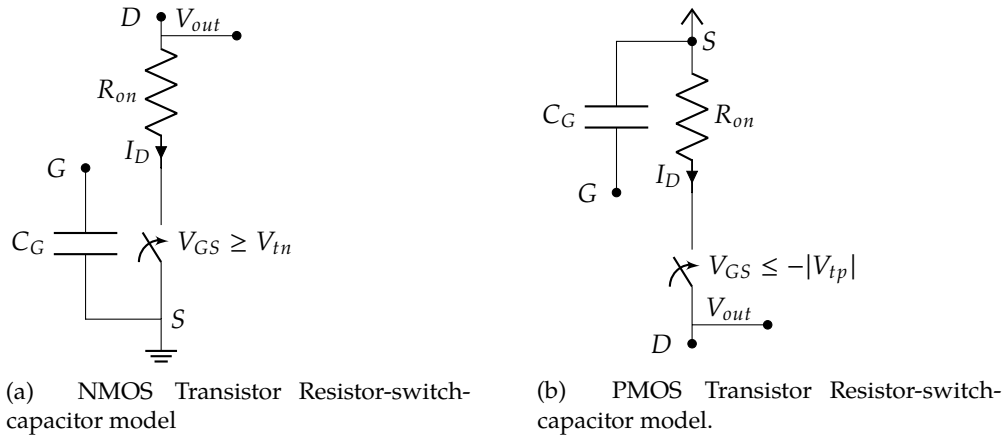 D
V_out
R_on
I_D
G
C_G
V_GS ≥ V_tn
S
(a) NMOS Transistor Resistor-switch-
capacitor model
S
C_G
R_on
I_D
G
V_GS ≤ −|V_tp|
V_out
D
(b) PMOS Transistor Resistor-switch-
capacitor model.